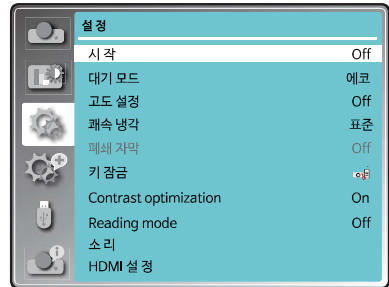 설정
시작 Off
대기 모드 에코
고도 설정 Off
쾌속 냉각 표준
폐쇄 자막 Off
키 잠금
Contrast optimization On
Reading mode Off
소리
HDMI 설정